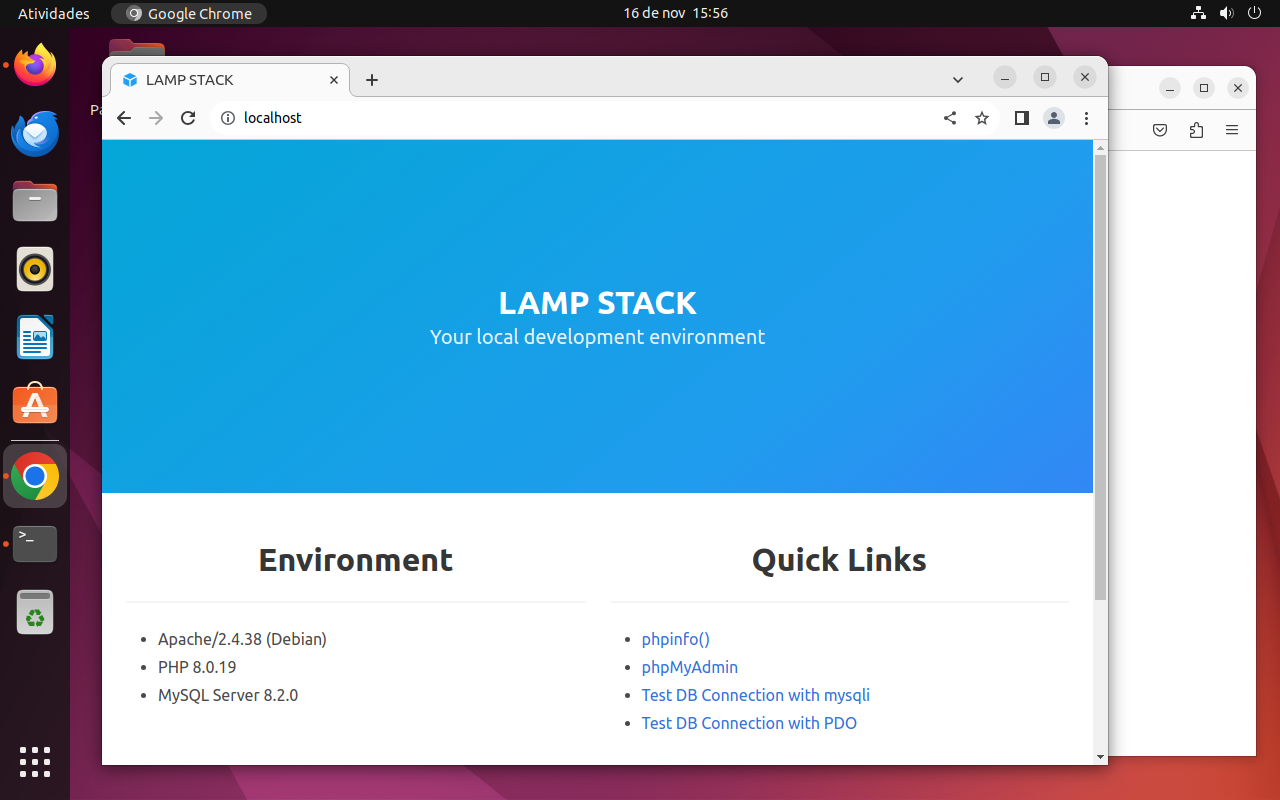 Atividades
Google Chrome
16 de nov 15:56
LAMP STACK
localhost
LAMP STACK
Your local development environment
Environment
Apache/2.4.38 (Debian)
PHP 8.0.19
MySQL Server 8.2.0
Quick Links
phpinfo()
phpMyAdmin
Test DB Connection with mysqli
Test DB Connection with PDO